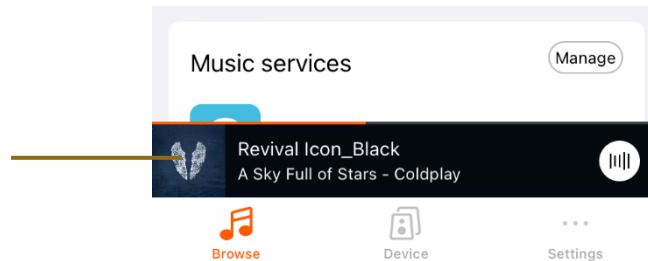 Music services
Manage
Revival Icon_Black
A Sky Full of Stars - Coldplay
Browse
Device
Settings